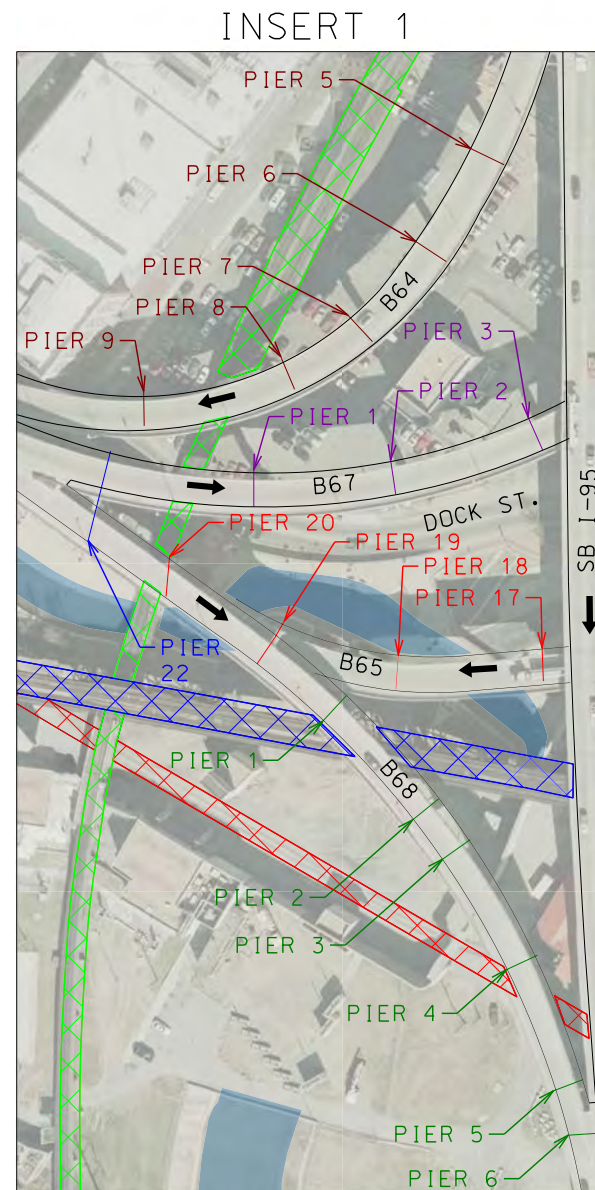 INSERT 1
PIER 5
PIER 6
PIER 7
B64
PIER 8
PIER 3
PIER 9
PIER 2
PIER 1
B67
SB I-95
DOCK ST.
PIER 20
PIER 19
PIER 18
PIER 17
PIER
22
B65
PIER 1
B68
PIER 2
PIER 3
PIER 4
PIER 5
PIER 6